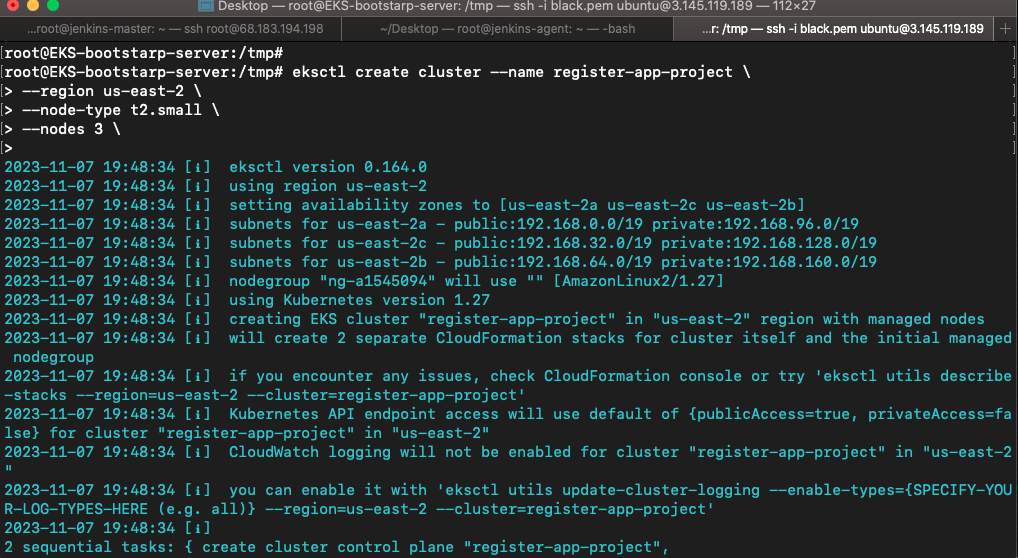 Desktop — root@EKS-bootstarp-server: /tmp — ssh -i black.pem ubuntu@3.145.119.189 — 112×27
...root@jenkins-master: ~ — ssh root@68.183.194.198
~/Desktop — root@jenkins-agent: ~ — -bash
...r: /tmp — ssh -i black.pem ubuntu@3.145.119.189
+
[root@EKS-bootstarp-server:/tmp# ]
[root@EKS-bootstarp-server:/tmp# eksctl create cluster --name register-app-project \ ]
[> --region us-east-2 \ ]
[> --node-type t2.small \ ]
[> --nodes 3 \ ]
[> ]
2023-11-07 19:48:34 [ℹ]  eksctl version 0.164.0
2023-11-07 19:48:34 [ℹ]  using region us-east-2
2023-11-07 19:48:34 [ℹ]  setting availability zones to [us-east-2a us-east-2c us-east-2b]
2023-11-07 19:48:34 [ℹ]  subnets for us-east-2a - public:192.168.0.0/19 private:192.168.96.0/19
2023-11-07 19:48:34 [ℹ]  subnets for us-east-2c - public:192.168.32.0/19 private:192.168.128.0/19
2023-11-07 19:48:34 [ℹ]  subnets for us-east-2b - public:192.168.64.0/19 private:192.168.160.0/19
2023-11-07 19:48:34 [ℹ]  nodegroup "ng-a1545094" will use "" [AmazonLinux2/1.27]
2023-11-07 19:48:34 [ℹ]  using Kubernetes version 1.27
2023-11-07 19:48:34 [ℹ]  creating EKS cluster "register-app-project" in "us-east-2" region with managed nodes
2023-11-07 19:48:34 [ℹ]  will create 2 separate CloudFormation stacks for cluster itself and the initial managed
 nodegroup
2023-11-07 19:48:34 [ℹ]  if you encounter any issues, check CloudFormation console or try 'eksctl utils describe
-stacks --region=us-east-2 --cluster=register-app-project'
2023-11-07 19:48:34 [ℹ]  Kubernetes API endpoint access will use default of {publicAccess=true, privateAccess=fa
lse} for cluster "register-app-project" in "us-east-2"
2023-11-07 19:48:34 [ℹ]  CloudWatch logging will not be enabled for cluster "register-app-project" in "us-east-2
"
2023-11-07 19:48:34 [ℹ]  you can enable it with 'eksctl utils update-cluster-logging --enable-types={SPECIFY-YOU
R-LOG-TYPES-HERE (e.g. all)} --region=us-east-2 --cluster=register-app-project'
2023-11-07 19:48:34 [ℹ]
2 sequential tasks: { create cluster control plane "register-app-project",